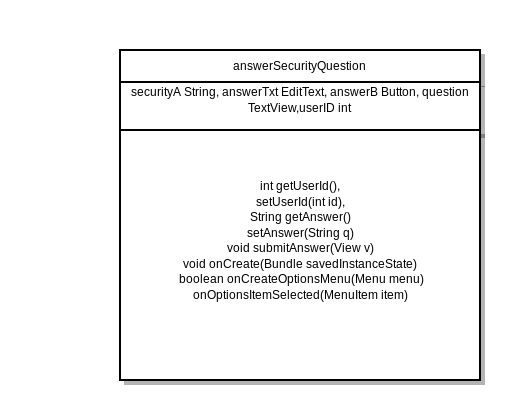 answerSecurityQuestion
securityA String, answerTxt EditText, answerB Button, question
TextView,userID int
int getUserId(),
setUserId(int id),
String getAnswer()
setAnswer(String q)
void submitAnswer(View v)
void onCreate(Bundle savedInstanceState)
boolean onCreateOptionsMenu(Menu menu)
onOptionsItemSelected(MenuItem item)